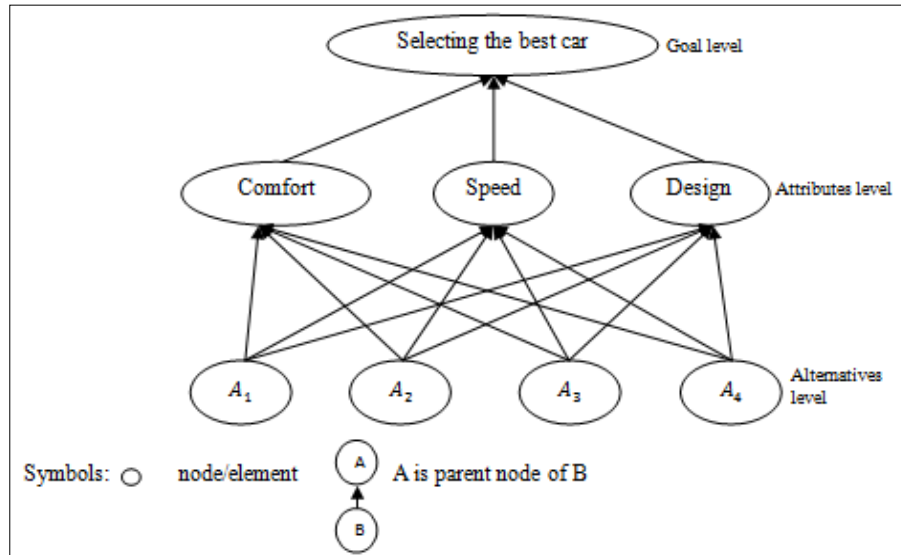 Selecting the best car
Goal level
Comfort
Speed
Design
Attributes level
A₁
A₂
A₃
A₄
Alternatives
level
Symbols:
node/element
A
A is parent node of B
B